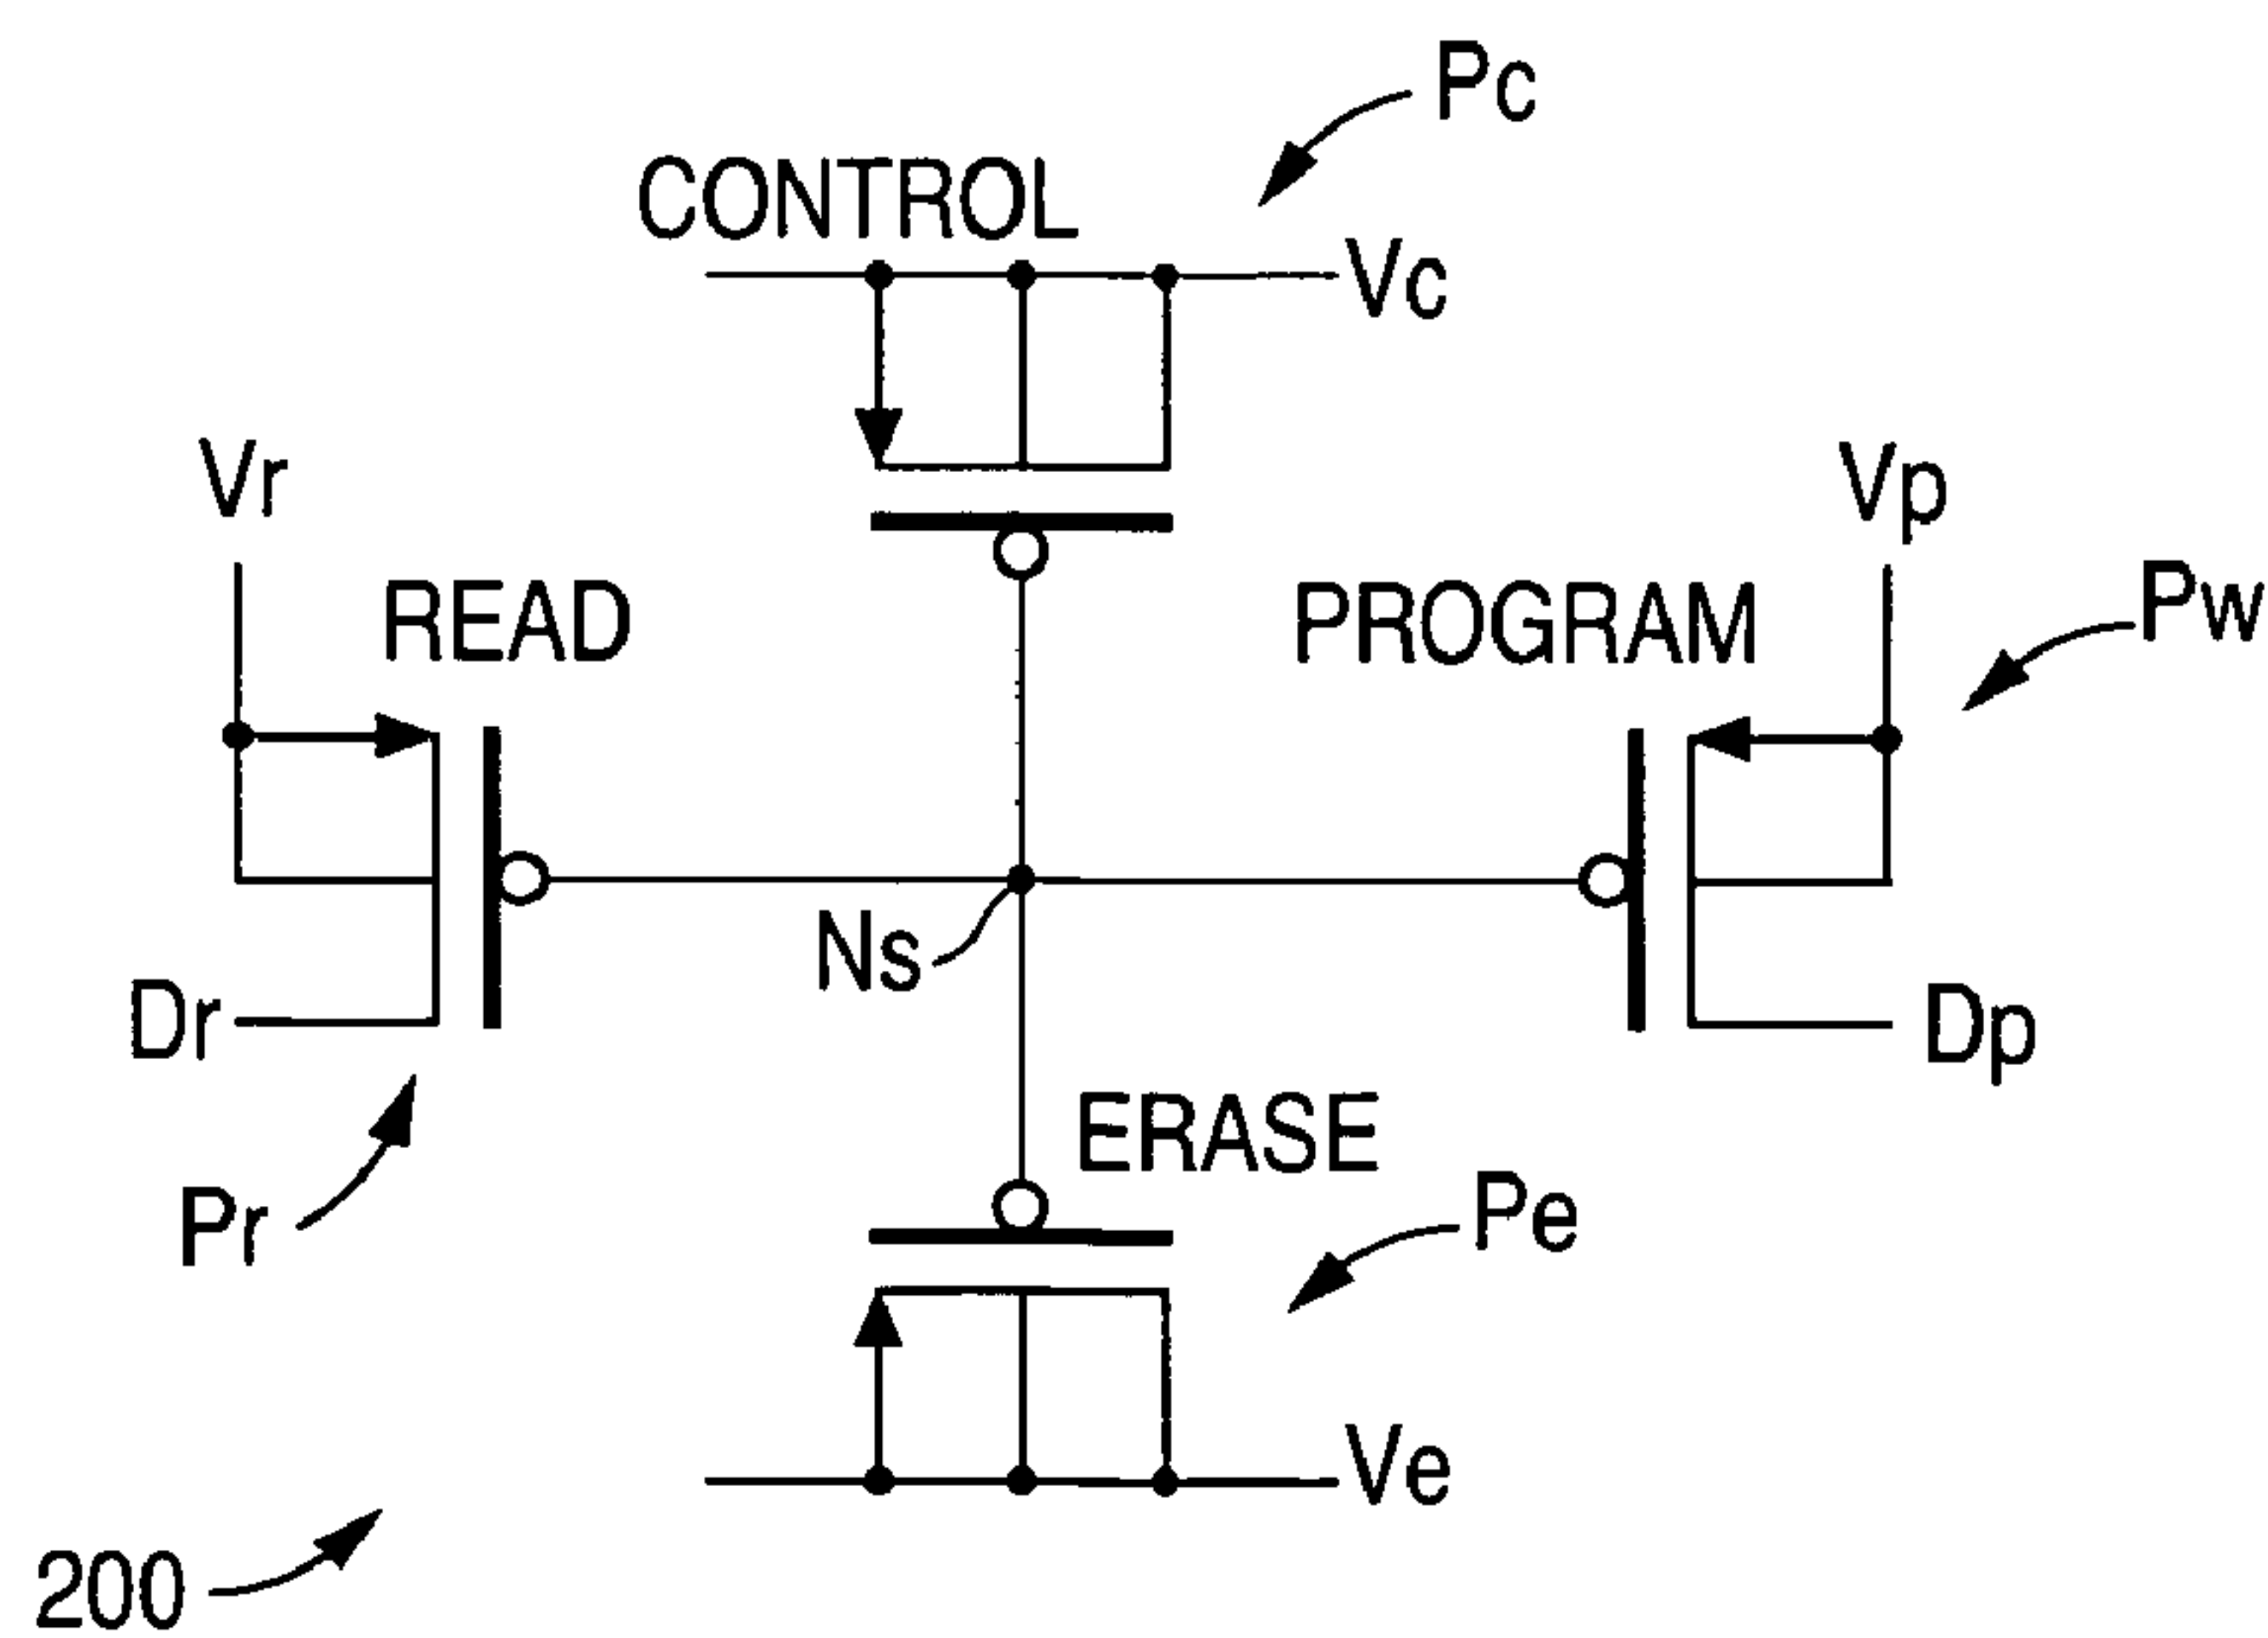 Pc
CONTROL
Vc
Vr
Vp
READ
PROGRAM
Pw
Ns
Dr
Dp
ERASE
Pr
Pe
Ve
200